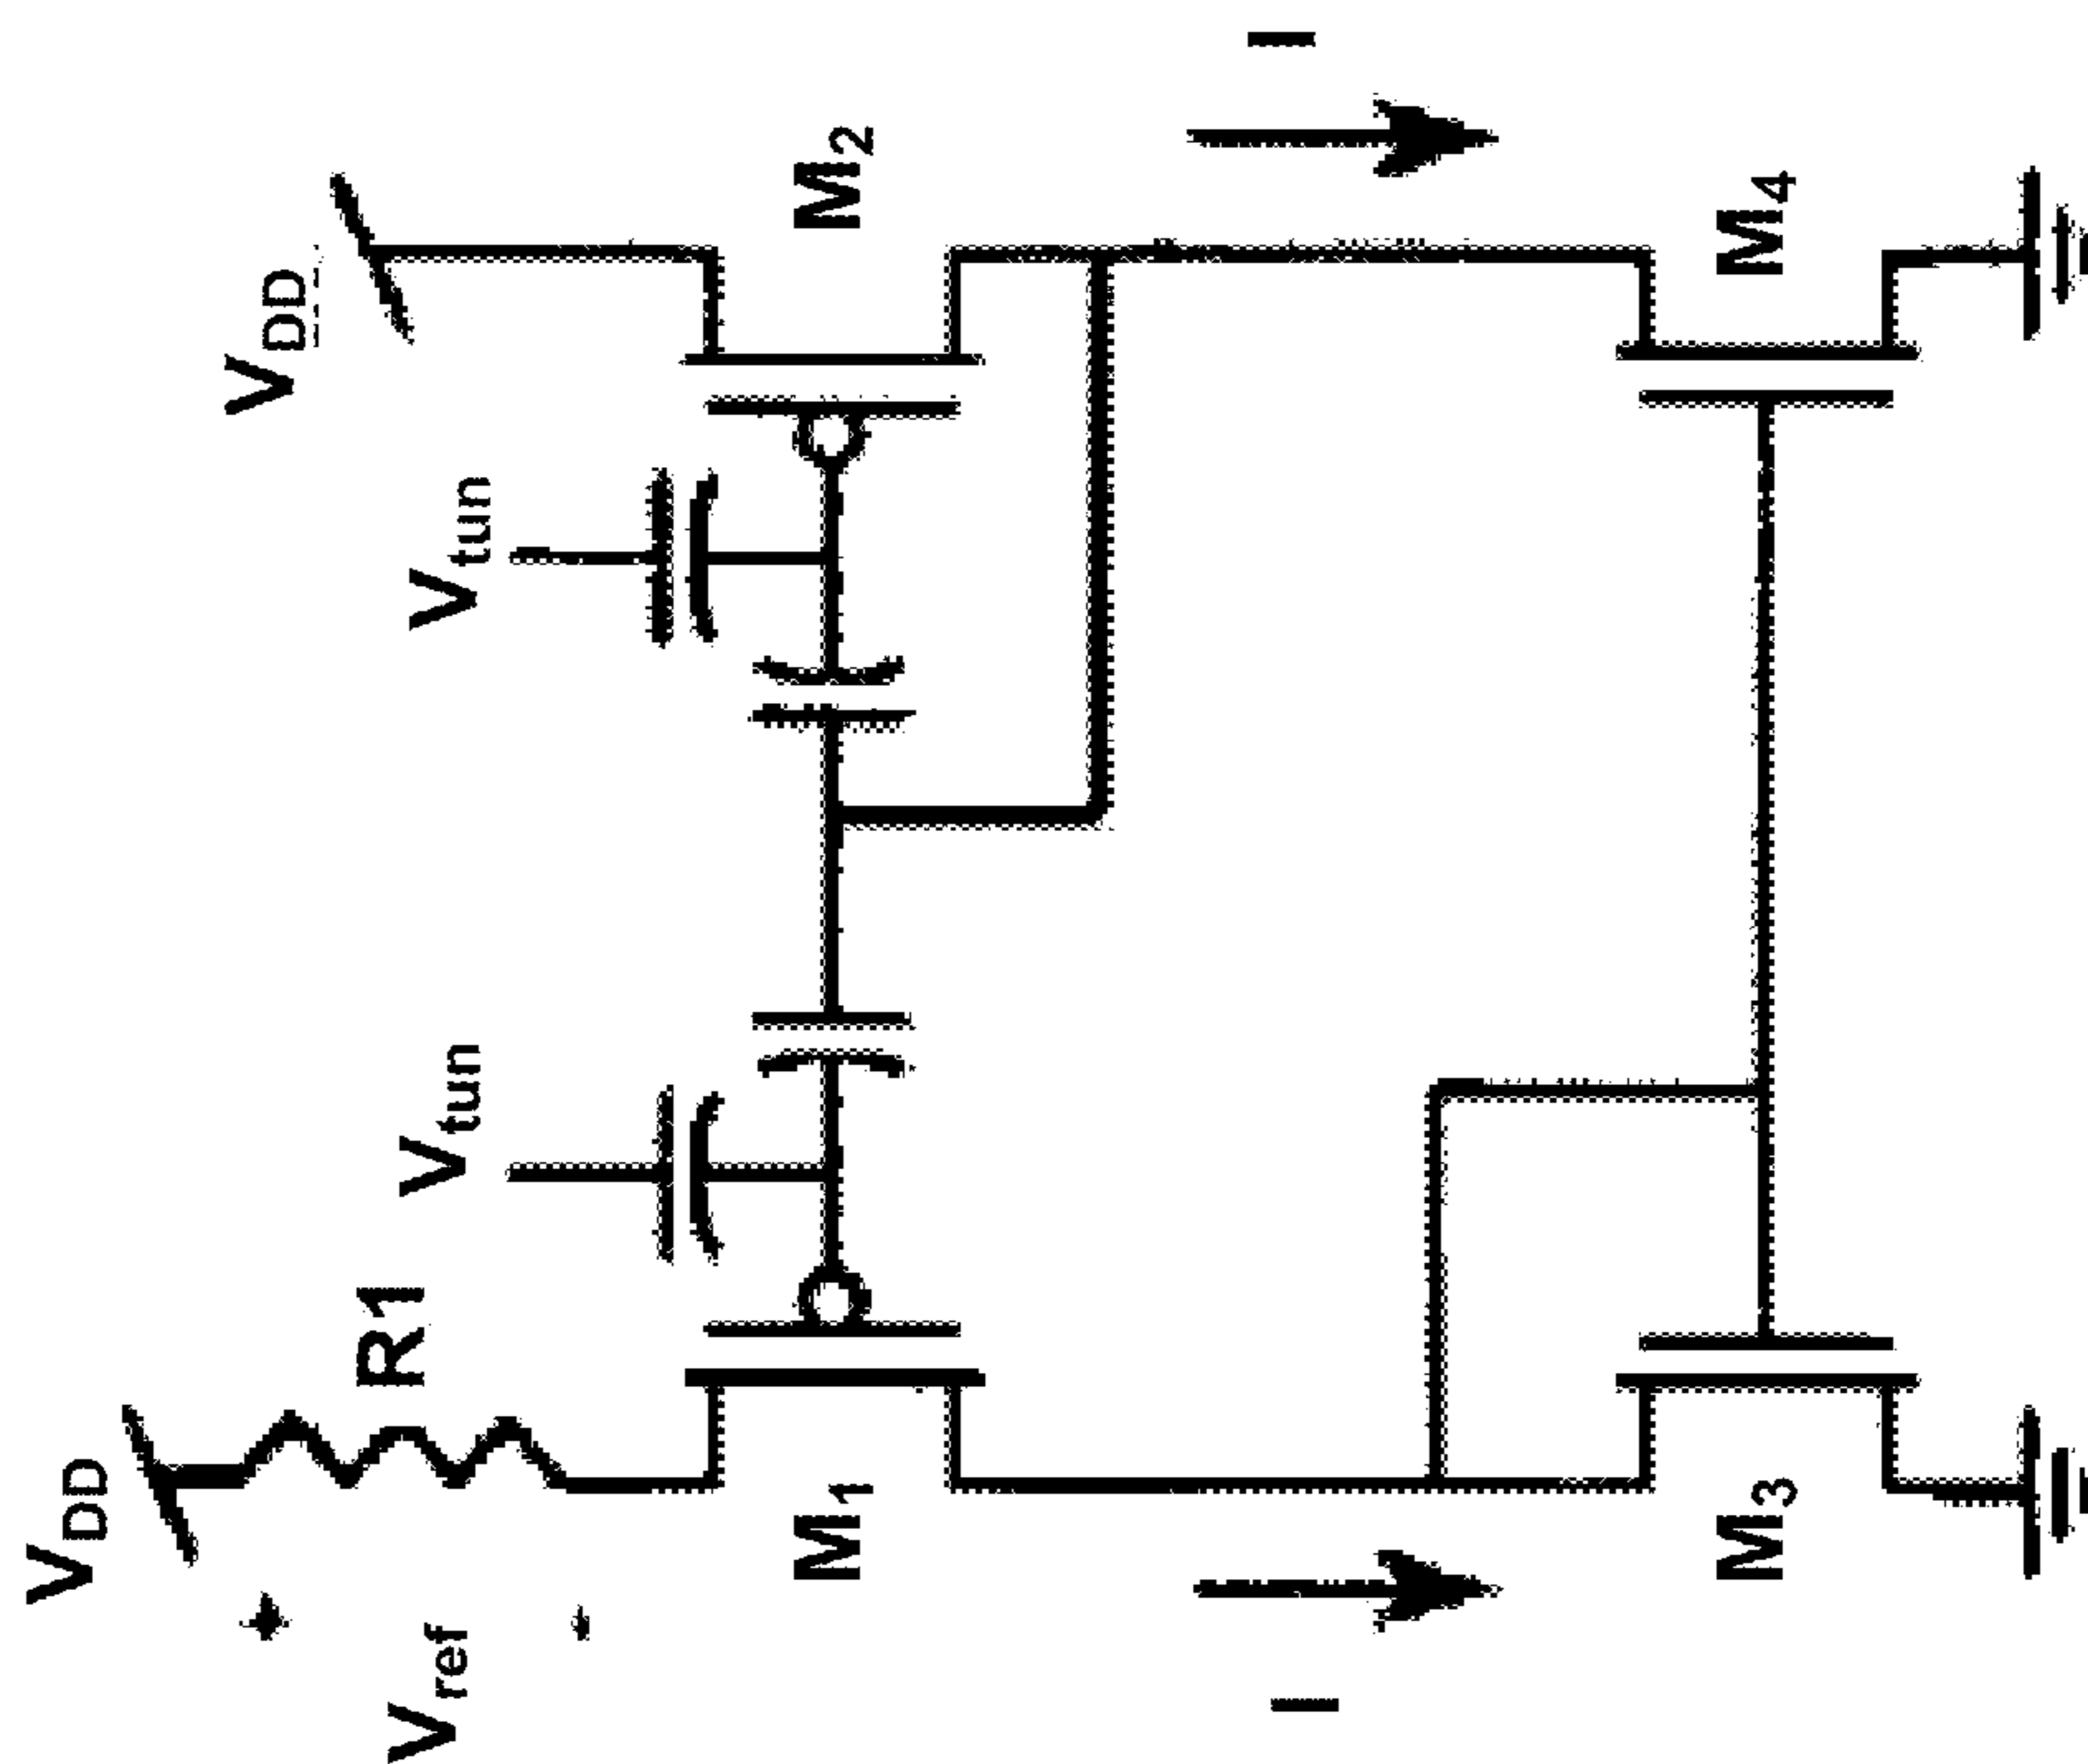 V_DD
V_ref
R1
V_tun
V_tun
V_DD
M_1
M_2
I
I
M_3
M_4